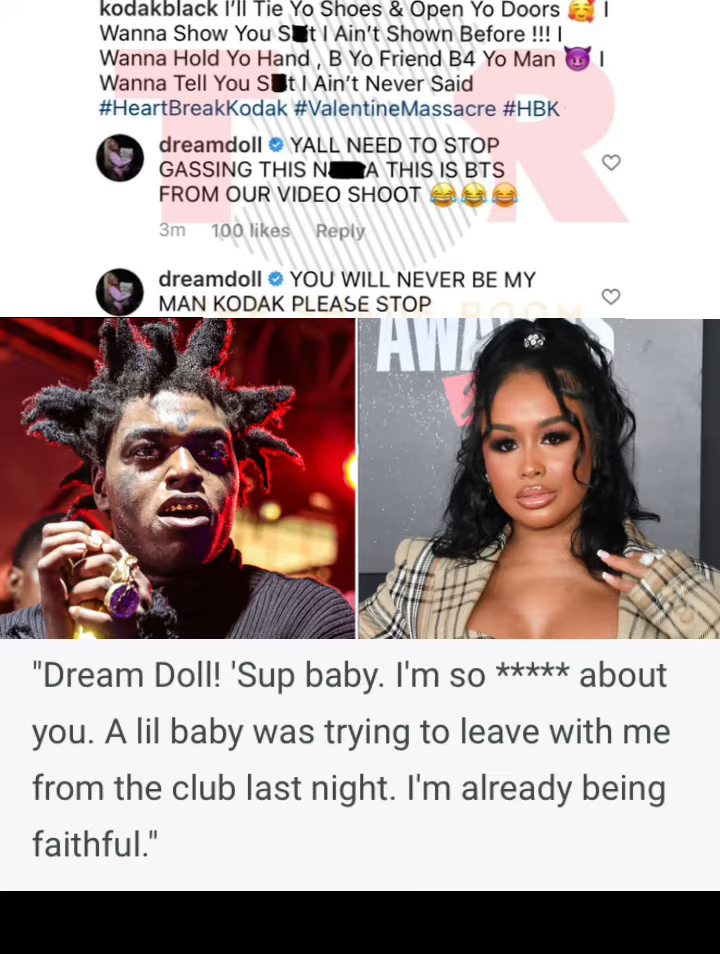 kodakblack I'll Tie Yo Shoes & Open Yo Doors 🥰 I
Wanna Show You S t I Ain't Shown Before !!! I
Wanna Hold Yo Hand , B Yo Friend B4 Yo Man 😈 I
Wanna Tell You S t I Ain't Never Said
#HeartBreakKodak #ValentineMassacre #HBK
dreamdoll YALL NEED TO STOP
GASSING THIS N A THIS IS BTS
FROM OUR VIDEO SHOOT 😂😂😂
3m 100 likes Reply
dreamdoll YOU WILL NEVER BE MY
MAN KODAK PLEASE STOP
ROOM
AWARDS
"Dream Doll! 'Sup baby. I'm so ***** about
you. A lil baby was trying to leave with me
from the club last night. I'm already being
faithful."